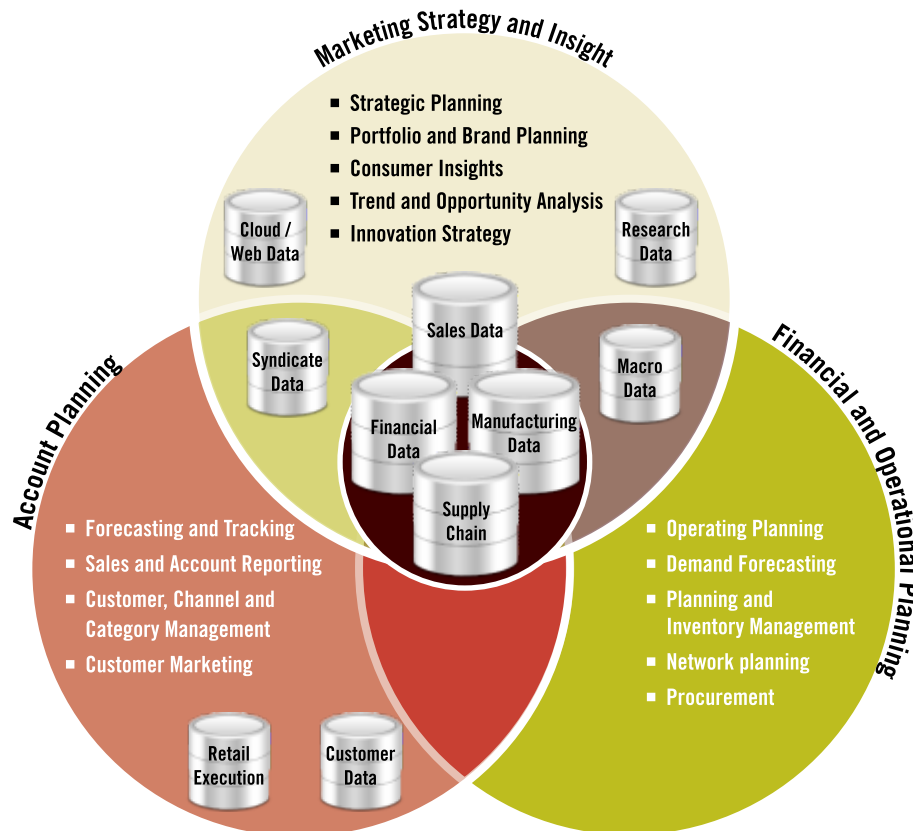 Marketing Strategy and Insight
■ Strategic Planning
■ Portfolio and Brand Planning
■ Consumer Insights
■ Trend and Opportunity Analysis
■ Innovation Strategy
Cloud /
Web Data
Research
Data
Sales Data
Syndicate
Data
Macro
Data
Financial
Data
Manufacturing
Data
Supply
Chain
Account Planning
■ Forecasting and Tracking
■ Sales and Account Reporting
■ Customer, Channel and
Category Management
■ Customer Marketing
Retail
Execution
Customer
Data
Financial and Operational Planning
■ Operating Planning
■ Demand Forecasting
■ Planning and
Inventory Management
■ Network planning
■ Procurement